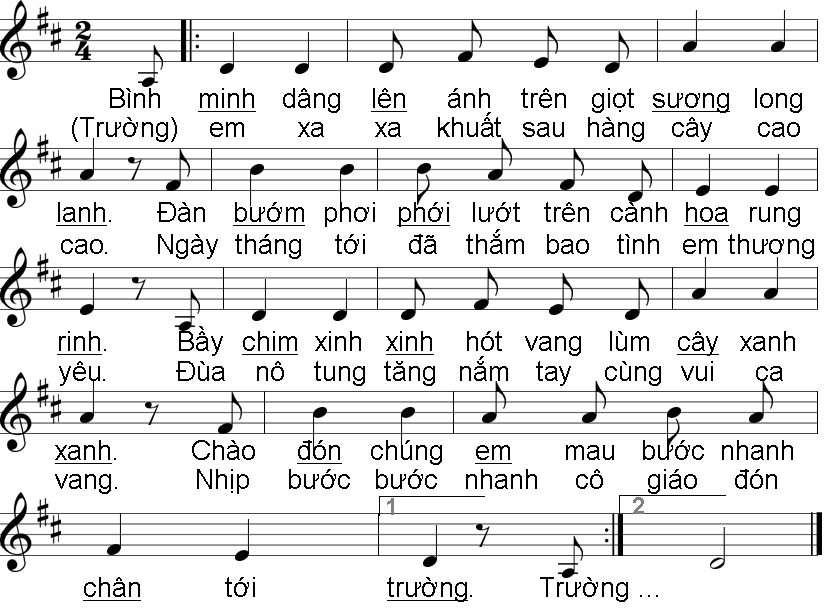 2
4
Bình minh dâng lên ánh trên giọt sương long
(Trường) em xa xa khuất sau hàng cây cao
lanh. Đàn bướm phơi phới lướt trên cành hoa rung
cao. Ngày tháng tới đã thắm bao tình em thương
rinh. Bầy chim xinh xinh hót vang lùm cây xanh
yêu. Đùa nô tung tăng nắm tay cùng vui ca
xanh. Chào đón chúng em mau bước nhanh
vang. Nhịp bước bước nhanh cô giáo đón
1 2
chân tới trường. Trường ...